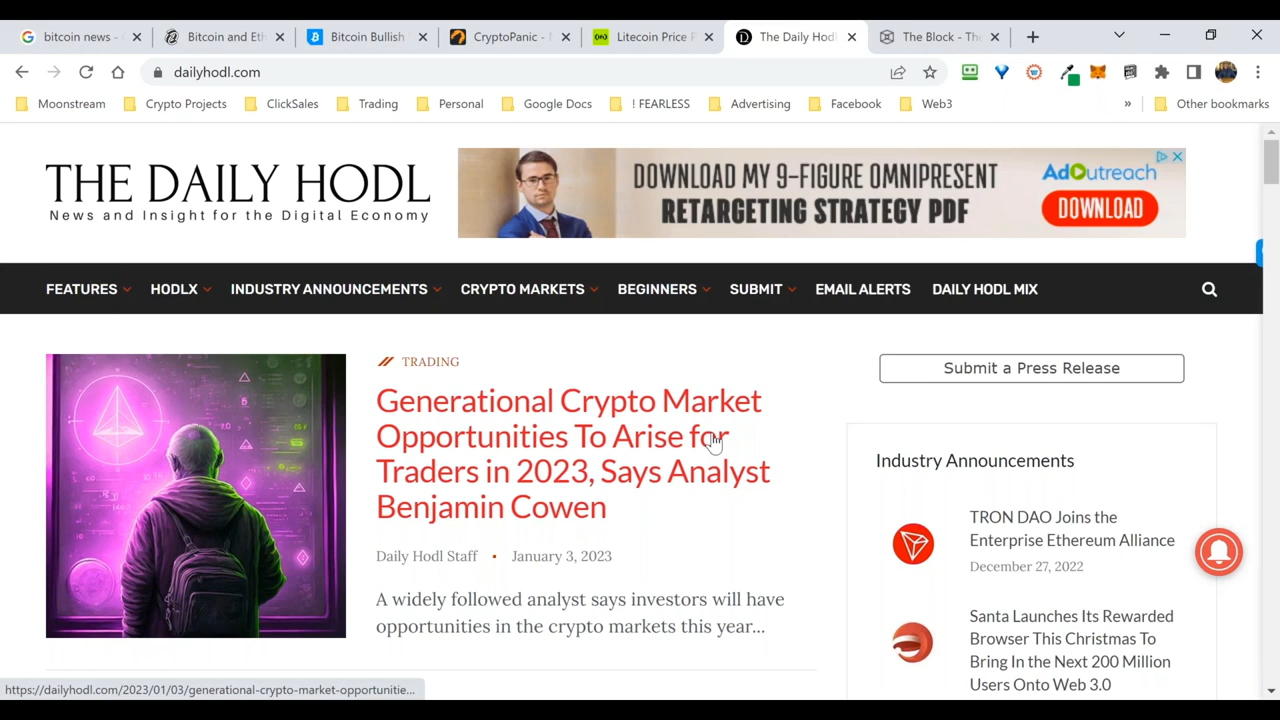 bitcoin news - G
Bitcoin and Eth
Bitcoin Bullish
CryptoPanic - N
Litecoin Price P
The Daily Hodl
The Block - The
dailyhodl.com
Moonstream
Crypto Projects
ClickSales
Trading
Personal
Google Docs
! FEARLESS
Advertising
Facebook
Web3
»
Other bookmarks
THE DAILY HODL
News and Insight for the Digital Economy
DOWNLOAD MY 9-FIGURE OMNIPRESENT
RETARGETING STRATEGY PDF
AdOutreach
DOWNLOAD
FEATURES
HODLX
INDUSTRY ANNOUNCEMENTS
CRYPTO MARKETS
BEGINNERS
SUBMIT
EMAIL ALERTS
DAILY HODL MIX
TRADING
Generational Crypto Market
Opportunities To Arise for
Traders in 2023, Says Analyst
Benjamin Cowen
Daily Hodl Staff ▪ January 3, 2023
A widely followed analyst says investors will have
opportunities in the crypto markets this year...
Submit a Press Release
Industry Announcements
TRON DAO Joins the
Enterprise Ethereum Alliance
December 27, 2022
Santa Launches Its Rewarded
Browser This Christmas To
Bring In the Next 200 Million
Users Onto Web 3.0
https://dailyhodl.com/2023/01/03/generational-crypto-market-opportunitie...